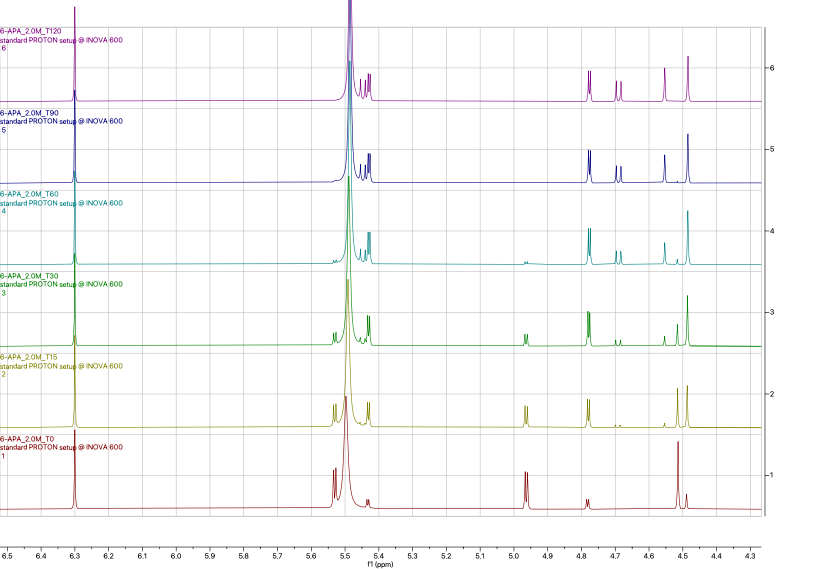 6-APA_2.0M_T120
standard PROTON setup @ INOVA 600
6
6
6-APA_2.0M_T90
standard PROTON setup @ INOVA 600
5
5
6-APA_2.0M_T60
standard PROTON setup @ INOVA 600
4
4
6-APA_2.0M_T30
standard PROTON setup @ INOVA 600
3
3
6-APA_2.0M_T15
standard PROTON setup @ INOVA 600
2
2
6-APA_2.0M_T0
standard PROTON setup @ INOVA 600
1
1
6.5 6.4 6.3 6.2 6.1 6.0 5.9 5.8 5.7 5.6 5.5 5.4 5.3 5.2 5.1 5.0 4.9 4.8 4.7 4.6 4.5 4.4 4.3
f1 (ppm)